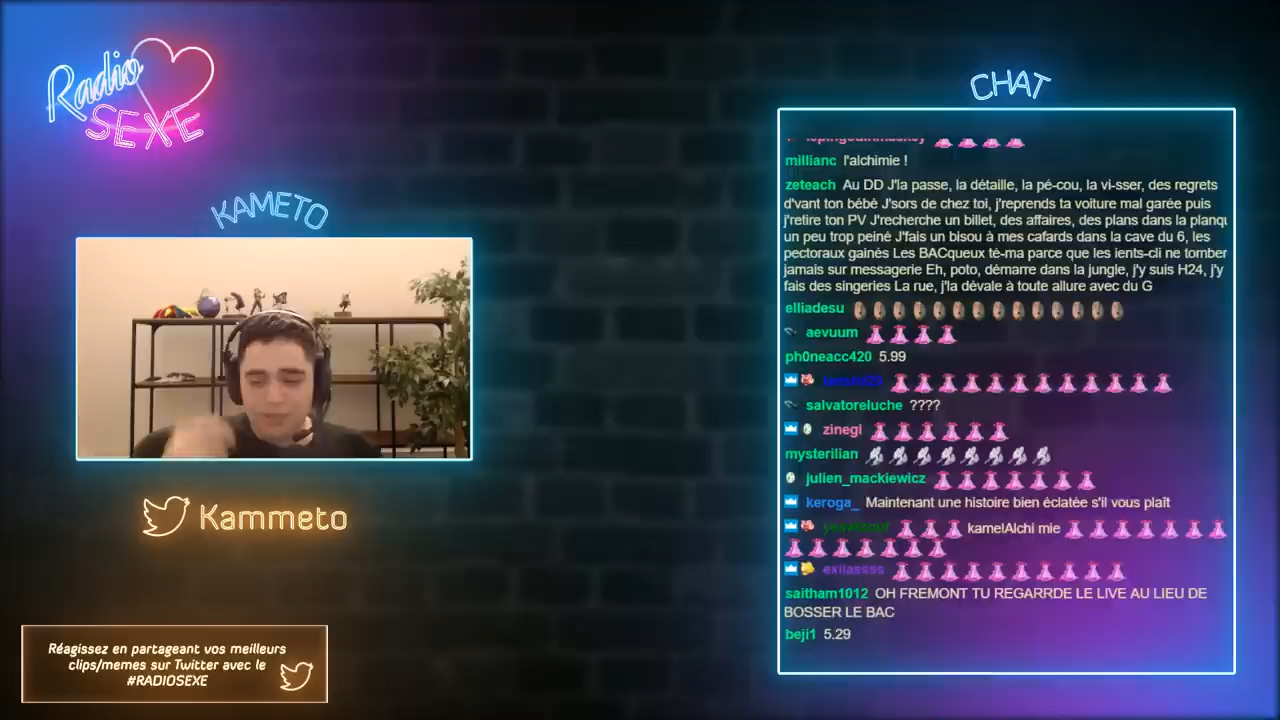 Radio
SEXE
KAMETO
Kammeto
Réagissez en partageant vos meilleurs
clips/memes sur Twitter avec le
#RADIOSEXE
CHAT
millianc l'alchimie !
zeteach Au DD J'la passe, la détaille, la pé-cou, la vi-sser, des regrets
d'vant ton bébé J'sors de chez toi, j'reprends ta voiture mal garée puis
j'retire ton PV J'recherche un billet, des affaires, des plans dans la planqu
un peu trop peiné J'fais un bisou à mes cafards dans la cave du 6, les
pectoraux gainés Les BACqueux té-ma parce que les ients-cli ne tomber
jamais sur messagerie Eh, poto, démarre dans la jungle, j'y suis H24, j'y
fais des singeries La rue, j'la dévale à toute allure avec du G
elliadesu
aevuum
ph0neacc420 5.99
salvatoreluche ????
zinegi
mysterilian
julien_mackiewicz
keroga_ Maintenant une histoire bien éclatée s'il vous plaît
kamelAlchi mie
exilassss
saitham1012 OH FREMONT TU REGARRDE LE LIVE AU LIEU DE
BOSSER LE BAC
beji1 5.29